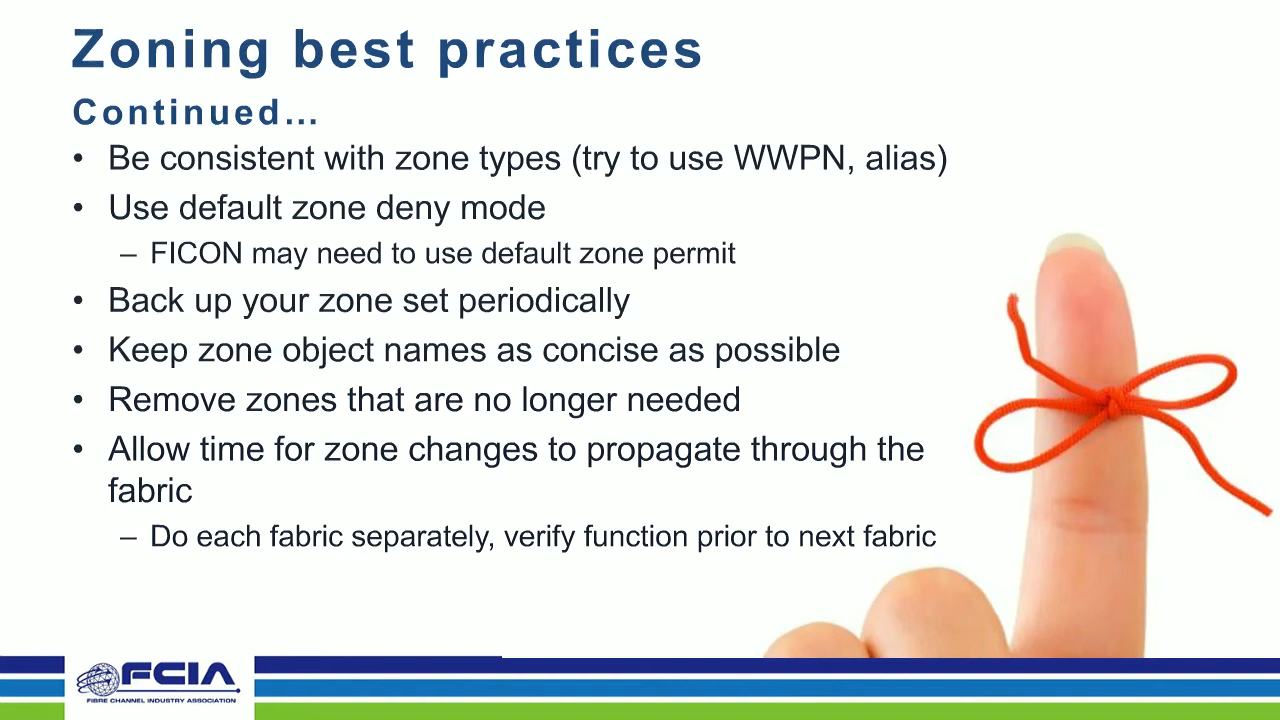 Zoning best practices
Continued…
• Be consistent with zone types (try to use WWPN, alias)
• Use default zone deny mode
– FICON may need to use default zone permit
• Back up your zone set periodically
• Keep zone object names as concise as possible
• Remove zones that are no longer needed
• Allow time for zone changes to propagate through the
fabric
– Do each fabric separately, verify function prior to next fabric
FCIA
FIBRE CHANNEL INDUSTRY ASSOCIATION